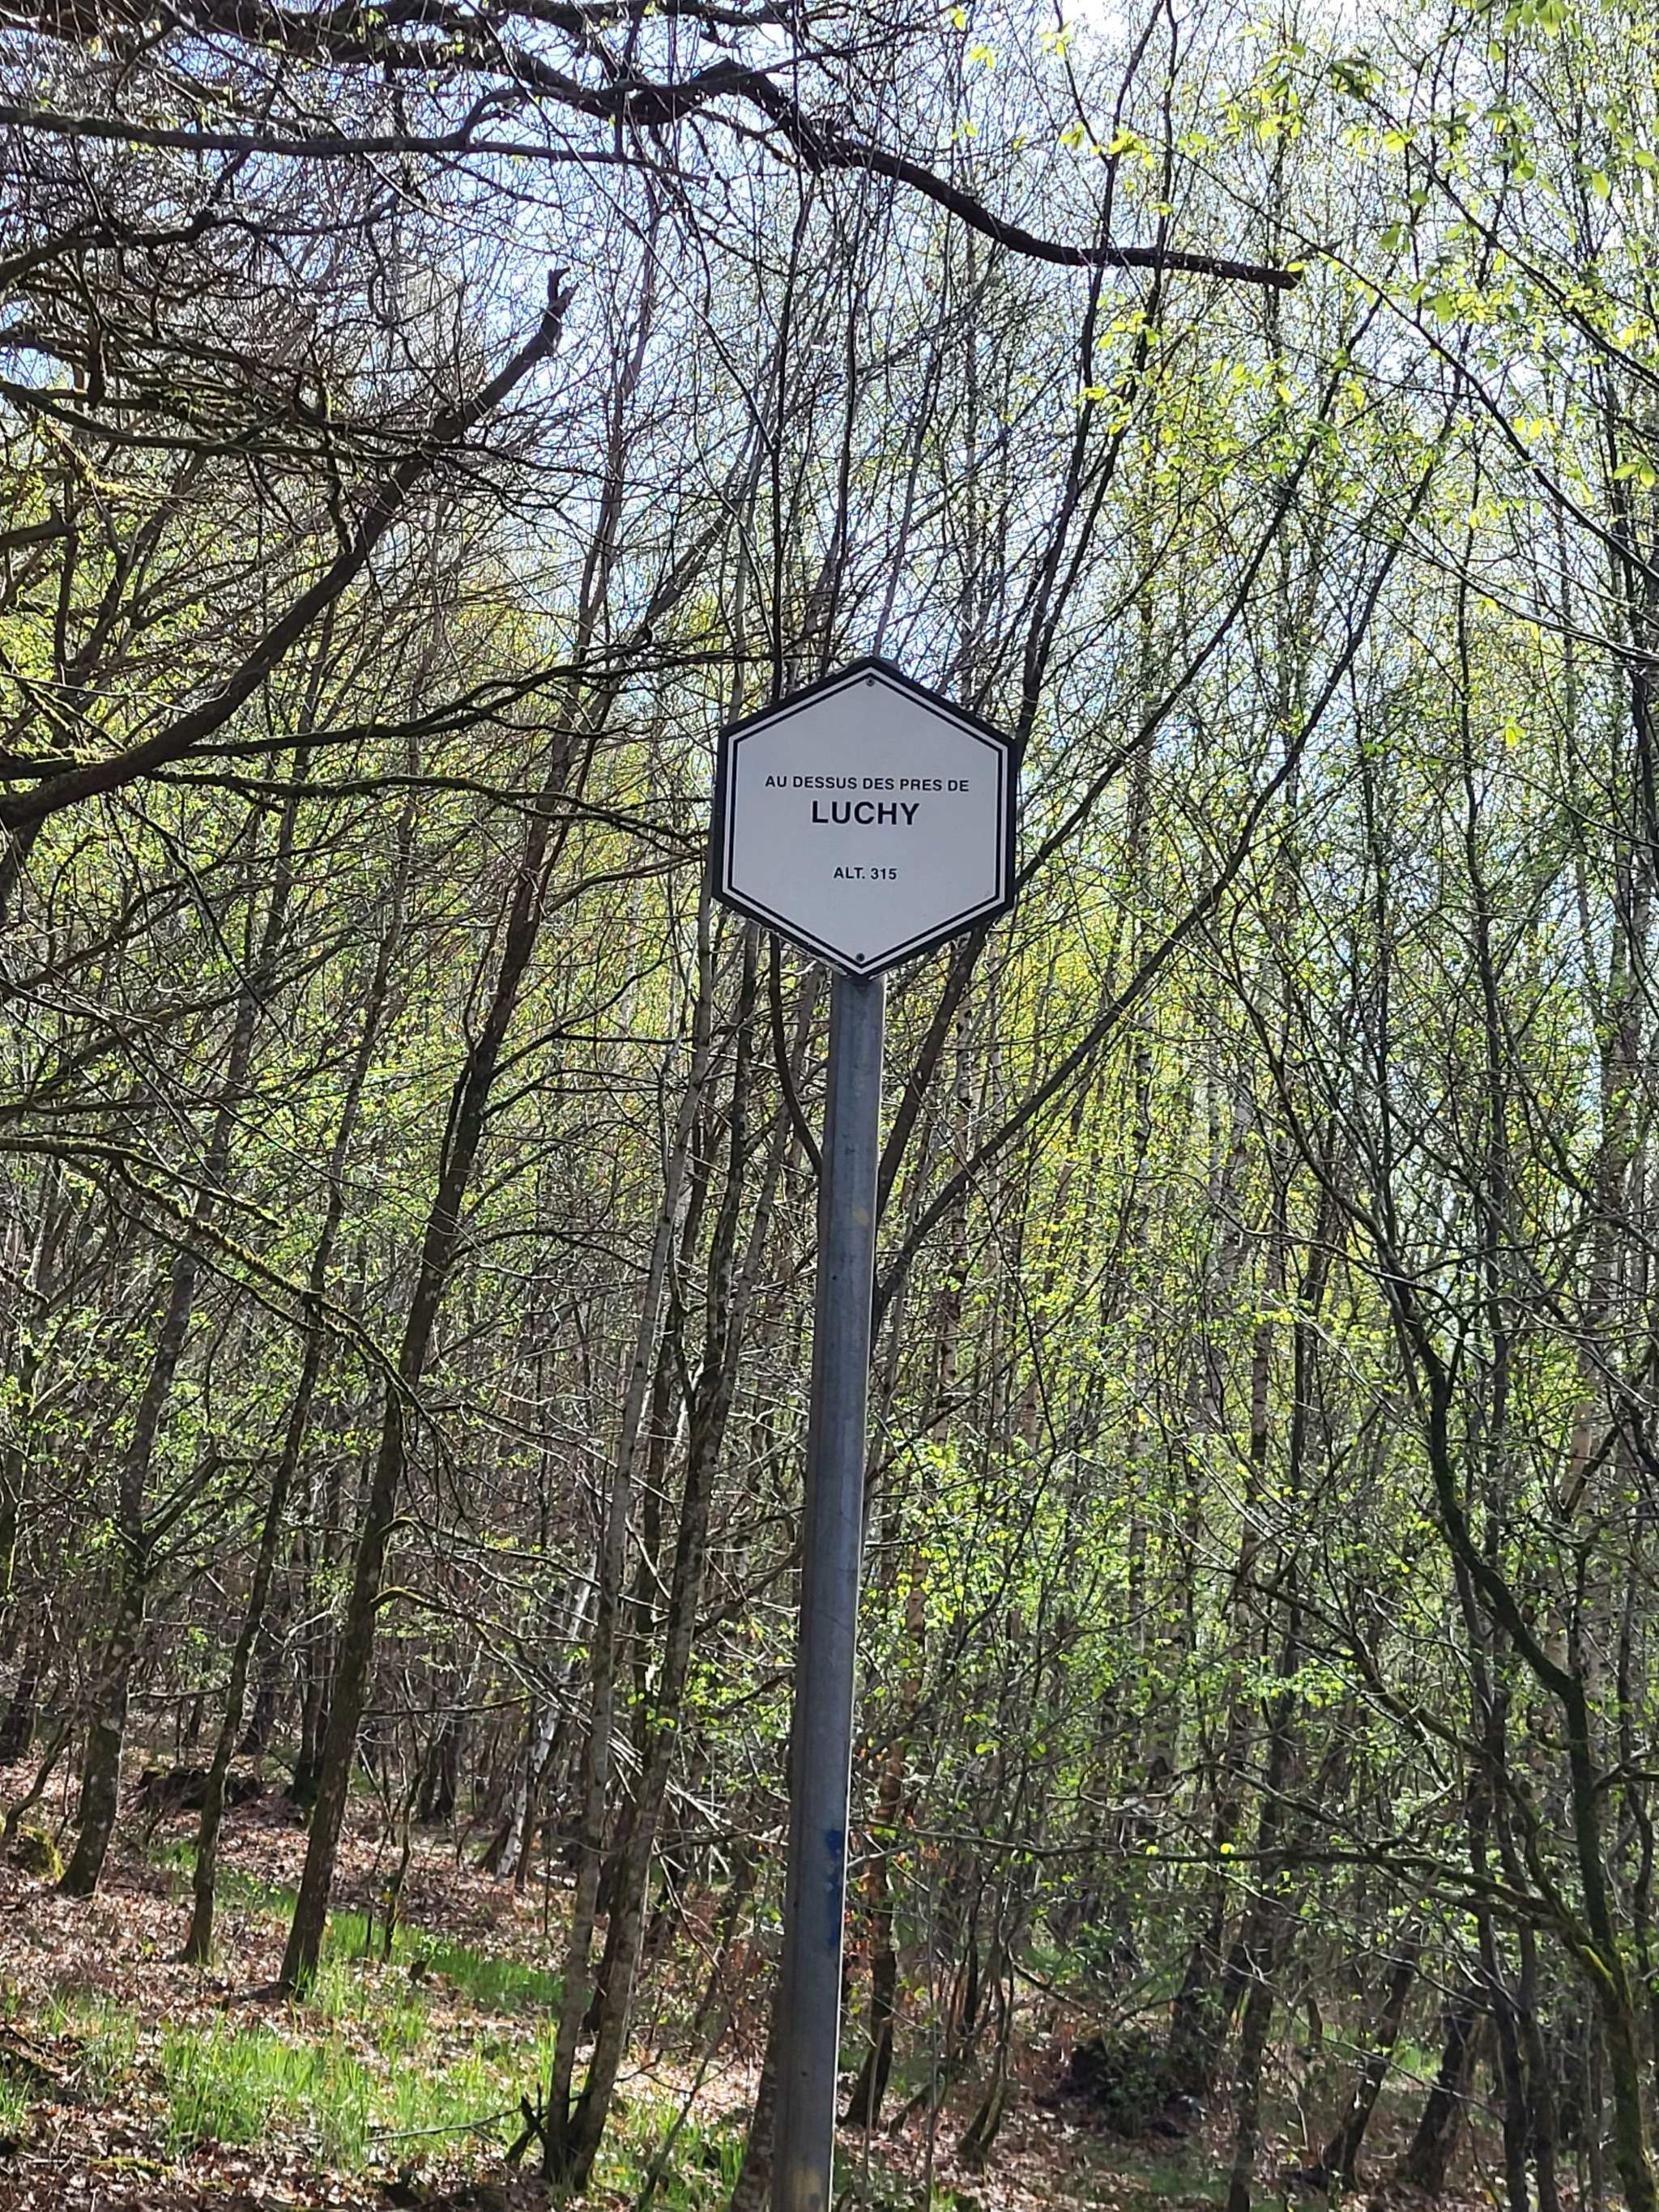 AU DESSUS DES PRES DE
LUCHY
ALT. 315